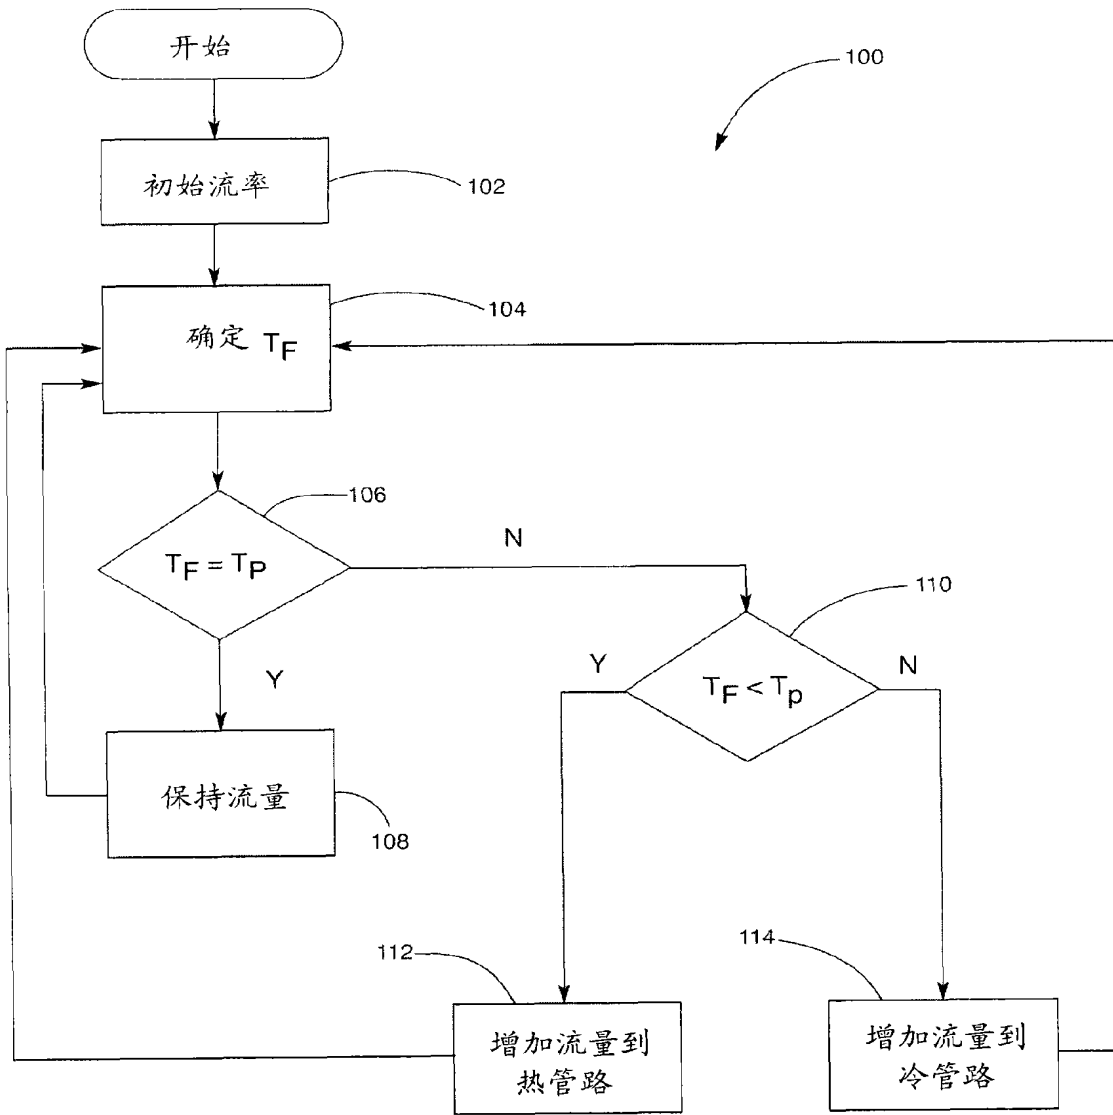 开始
100
初始流率
102
104
确定 TF
106
TF = TP
N
110
Y
Y
N
TF < Tp
保持流量
108
112
114
增加流量到
热管路
增加流量到
冷管路